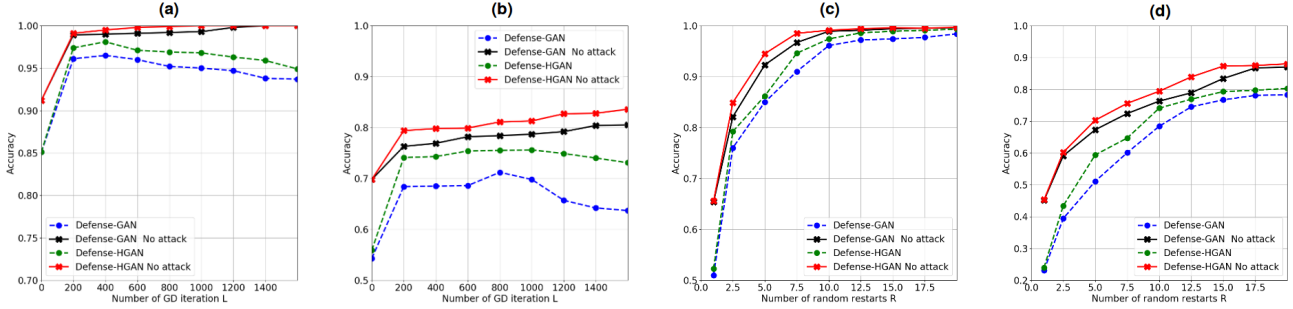 (a)
1.00
0.95
0.90
0.85
0.80
0.75
0.70
Accuracy
Defense-GAN
Defense-GAN No attack
Defense-HGAN
Defense-HGAN No attack
0 200 400 600 800 1000 1200 1400
Number of GD iteration L
(b)
1.0
0.9
0.8
0.7
0.6
0.5
Accuracy
Defense-GAN
Defense-GAN No attack
Defense-HGAN
Defense-HGAN No attack
0 200 400 600 800 1000 1200 1400
Number of GD iteration L
(c)
1.0
0.9
0.8
0.7
0.6
0.5
Accuracy
Defense-GAN
Defense-GAN No attack
Defense-HGAN
Defense-HGAN No attack
0.0 2.5 5.0 7.5 10.0 12.5 15.0 17.5
Number of random restarts R
(d)
1.0
0.9
0.8
0.7
0.6
0.5
0.4
0.3
0.2
Accuracy
Defense-GAN
Defense-GAN No attack
Defense-HGAN
Defense-HGAN No attack
0.0 2.5 5.0 7.5 10.0 12.5 15.0 17.5
Number of random restarts R